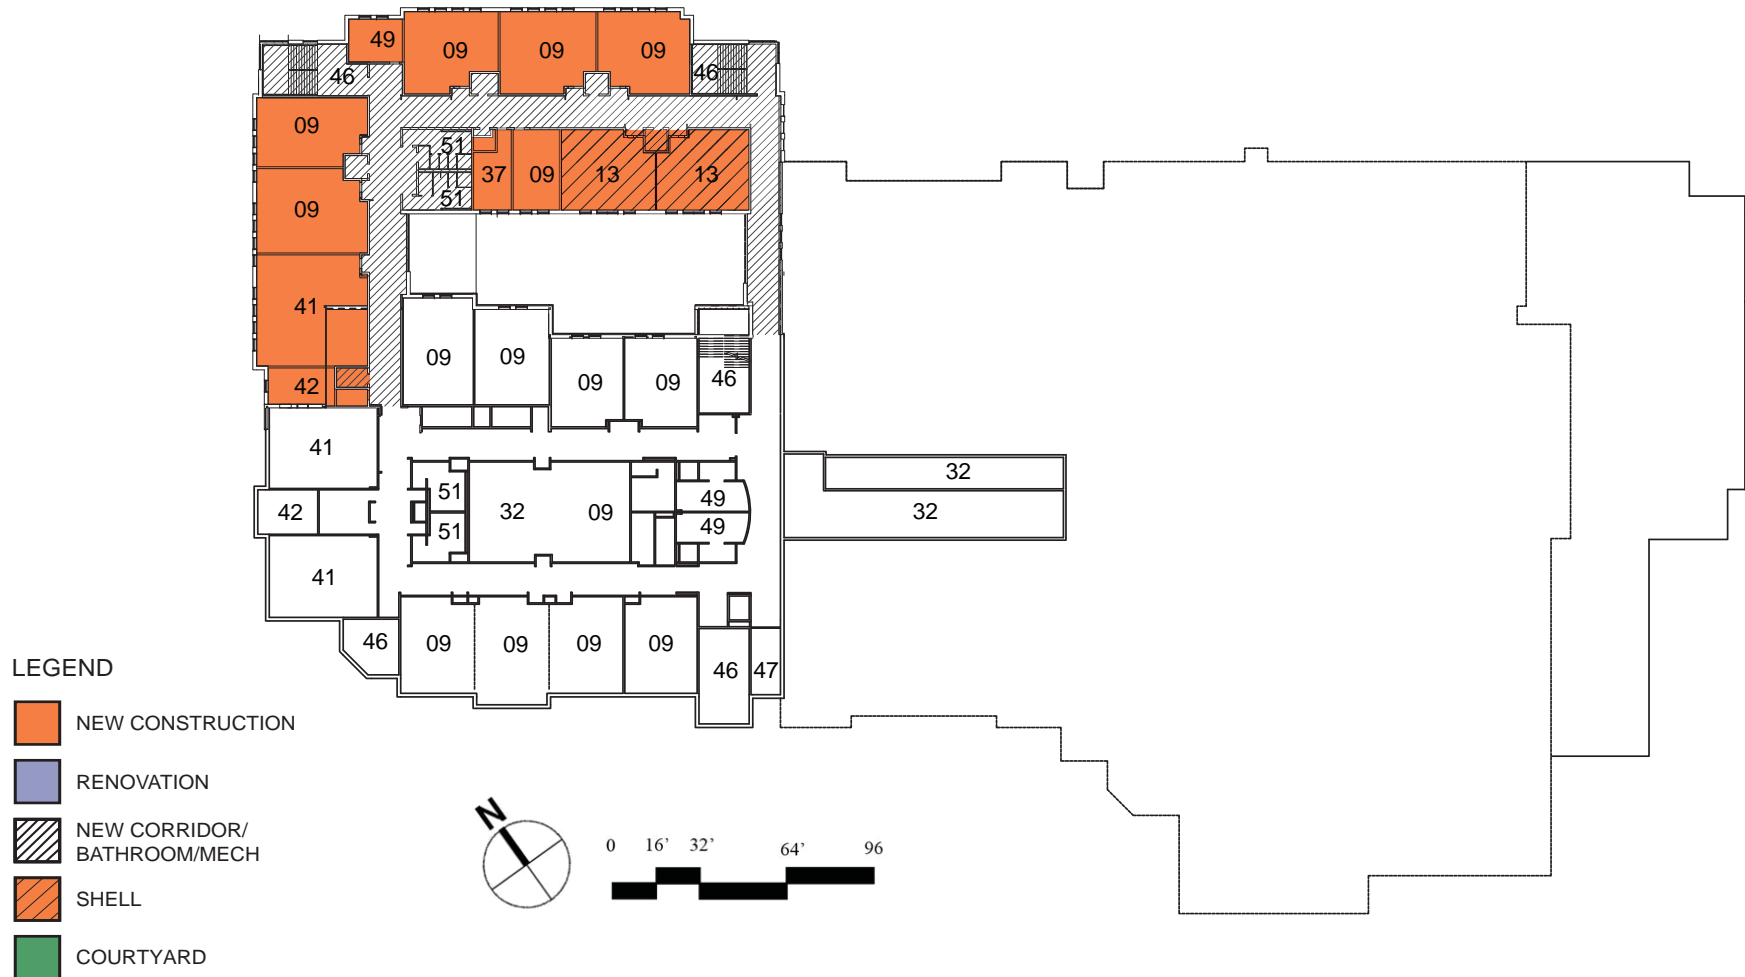 49
09 09 09
46 46
09
51
37 09 13 13
51
09
41
09 09
09 09 46
42
41
32
51 49
42 32 09 32
51 49
41
46 09 09 09 09
46 47
LEGEND
NEW CONSTRUCTION
RENOVATION
NEW CORRIDOR/
BATHROOM/MECH
SHELL
COURTYARD
N
0 16’ 32’ 64’ 96